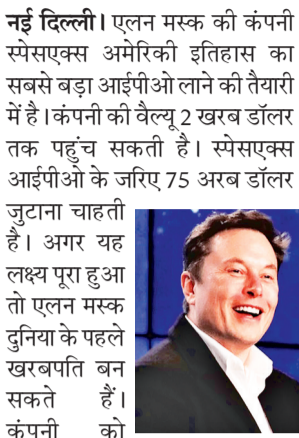 नई दिल्ली। एलन मस्क की कंपनी
स्पेसएक्स अमेरिकी इतिहास का
सबसे बड़ा आईपीओ लाने की तैयारी
में है। कंपनी की वैल्यू 2 खरब डॉलर
तक पहुंच सकती है। स्पेसएक्स
आईपीओ के जरिए 75 अरब डॉलर
जुटाना चाहती
है। अगर यह
लक्ष्य पूरा हुआ
तो एलन मस्क
दुनिया के पहले
खरबपति बन
सकते हैं।
कंपनी को